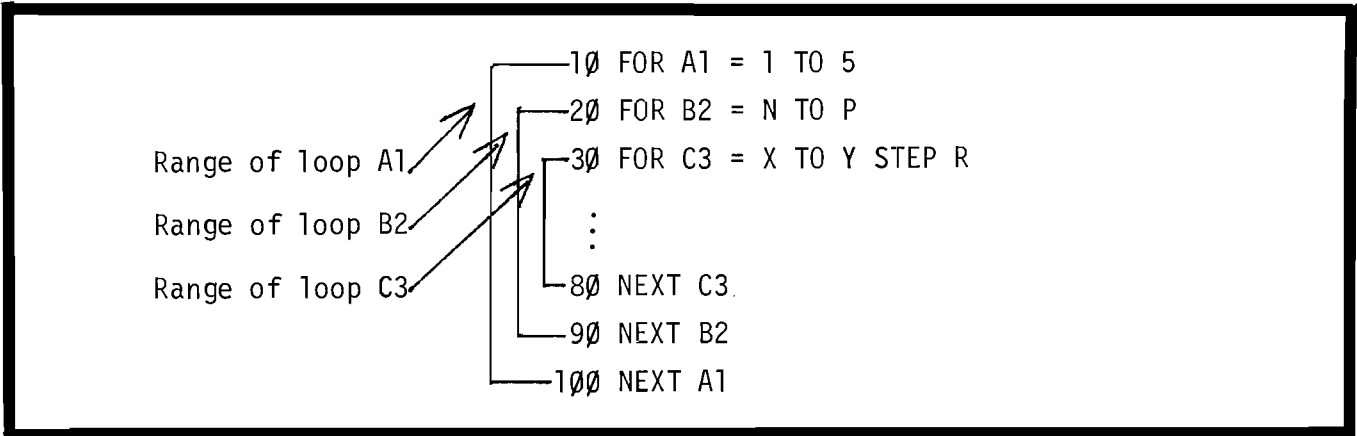 10 FOR A1 = 1 TO 5
20 FOR B2 = N TO P
Range of loop A1
30 FOR C3 = X TO Y STEP R
Range of loop B2
Range of loop C3
80 NEXT C3
90 NEXT B2
100 NEXT A1